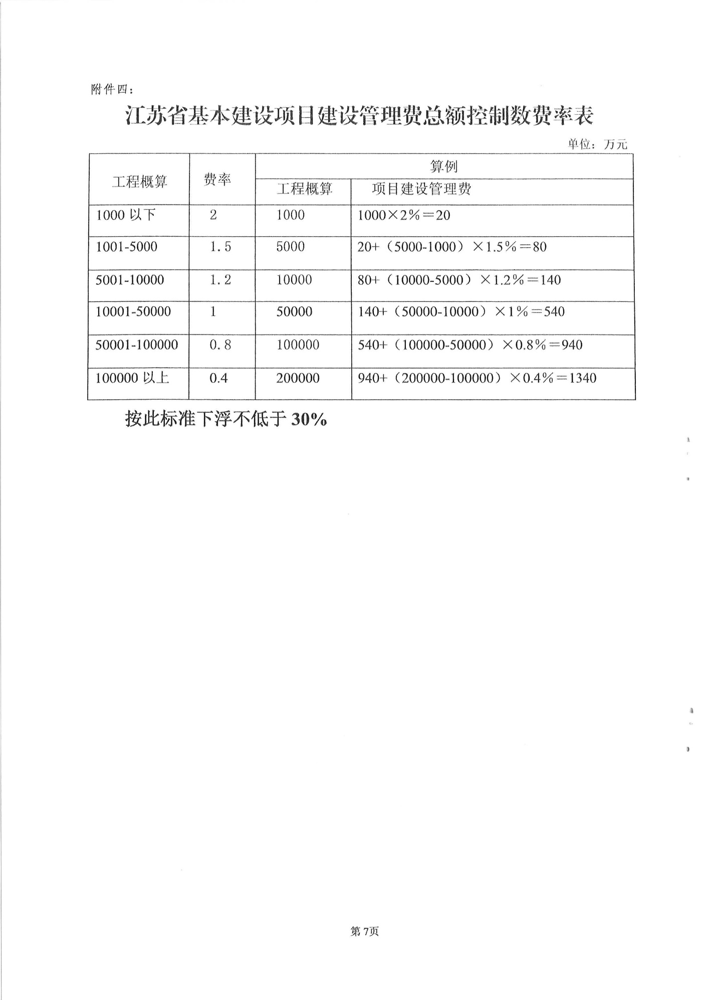 附件四：
江苏省基本建设项目建设管理费总额控制数费率表
单位：万元
工程概算 费率 算例
工程概算 项目建设管理费
1000 以下 2 1000 1000×2%＝20
1001-5000 1.5 5000 20+（5000-1000）×1.5%＝80
5001-10000 1.2 10000 80+（10000-5000）×1.2%＝140
10001-50000 1 50000 140+（50000-10000）×1%＝540
50001-100000 0.8 100000 540+（100000-50000）×0.8%＝940
100000 以上 0.4 200000 940+（200000-100000）×0.4%＝1340
按此标准下浮不低于 30%
第 7页